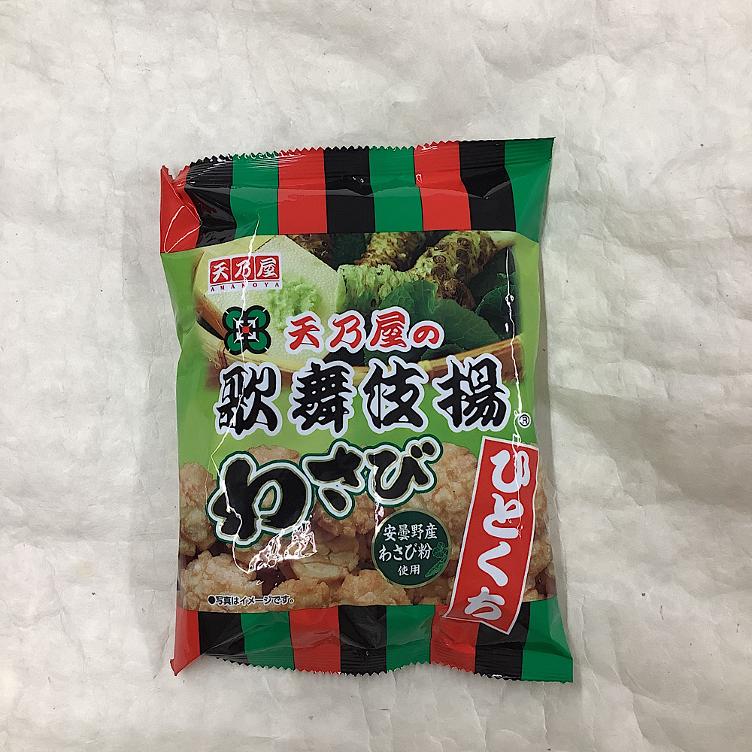 天乃屋
AMANOYA
天乃屋の
歌舞伎揚®
わさび
ひとくち
安曇野産
わさび粉
使用
●写真はイメージです。